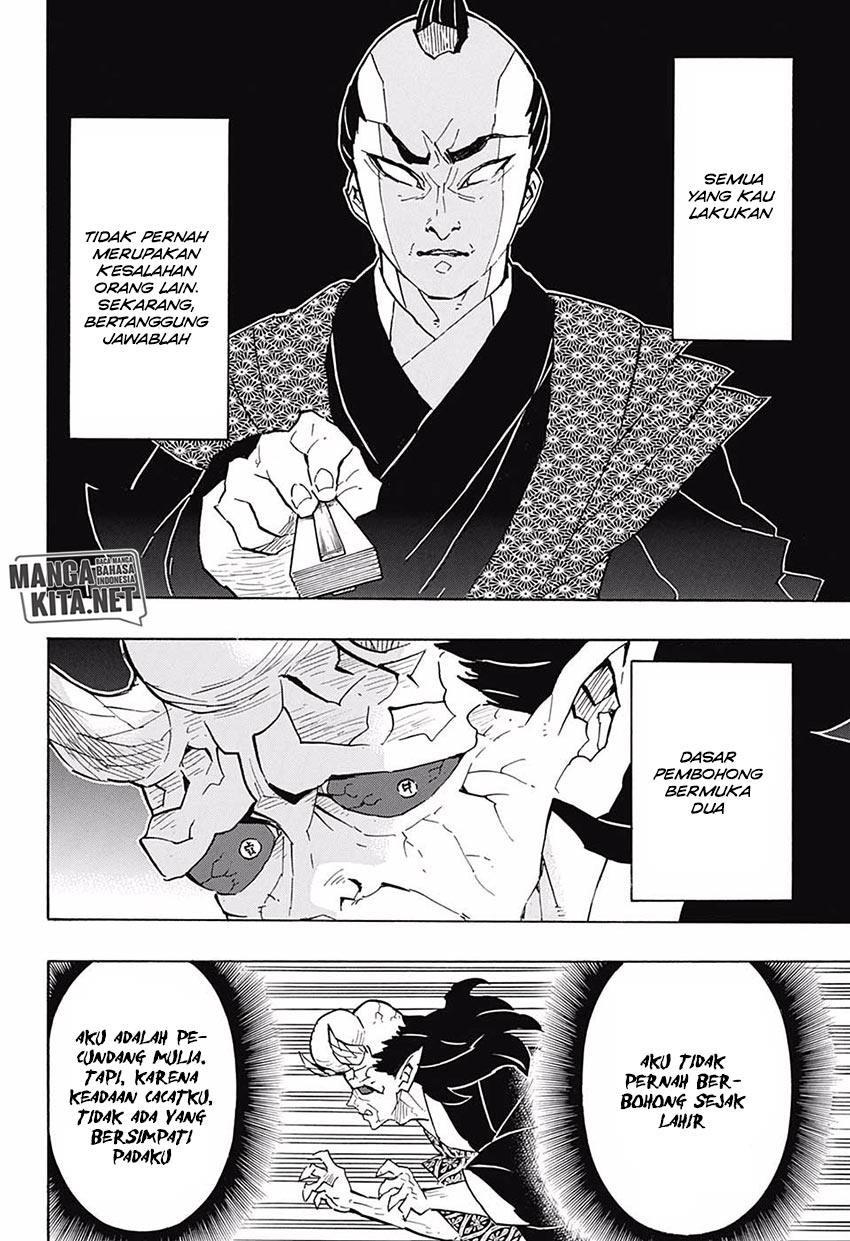 SEMUA
YANG KAU
LAKUKAN
TIDAK PERNAH
MERUPAKAN
KESALAHAN
ORANG LAIN.
SEKARANG,
BERTANGGUNG
JAWABLAH
MANGA
KITA.NET
BACA MANGA
BAHASA
INDONESIA
DASAR
PEMBOHONG
BERMUKA
DUA
AKU TIDAK
PERNAH BER-
BOHONG SEJAK
LAHIR
AKU ADALAH PE-
CUNDANG MULIA.
TAPI, KARENA
KEADAAN CACATKU,
TIDAK ADA YANG
BERSIMPATI
PADAKU